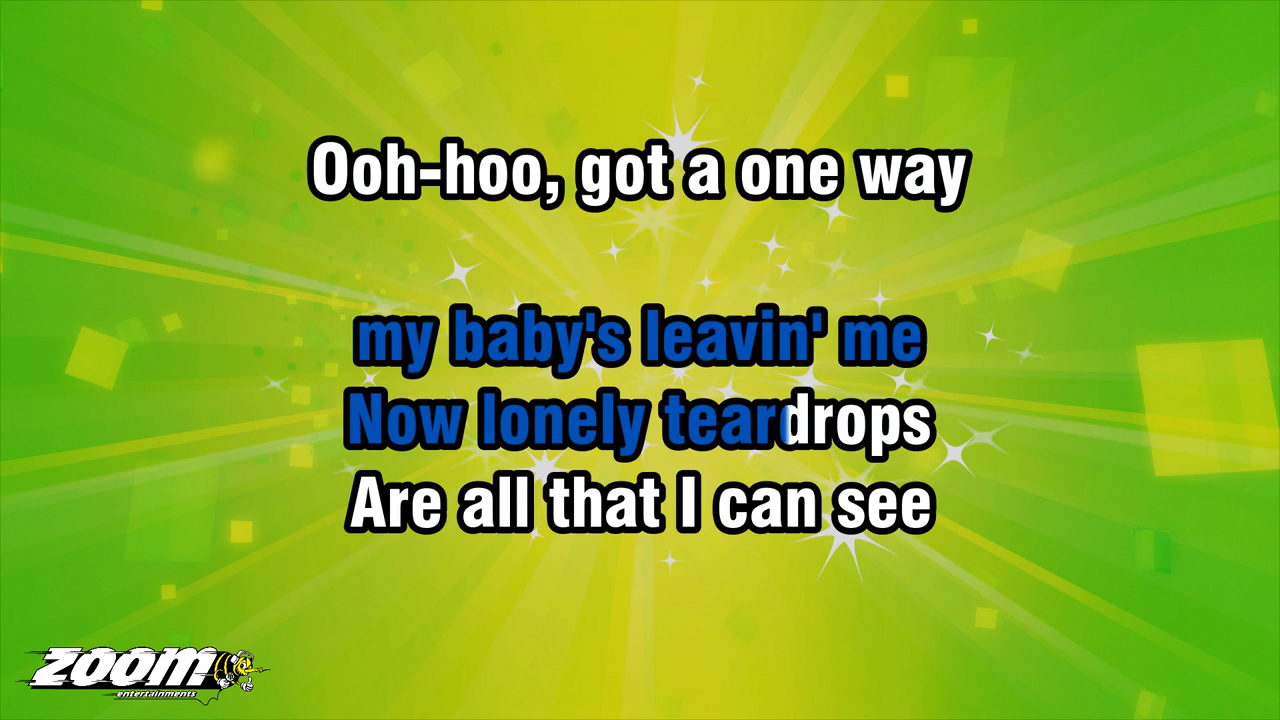 Ooh-hoo, got a one way
my baby's leavin' me
Now lonely teardrops
Are all that I can see
zoom
entertainments